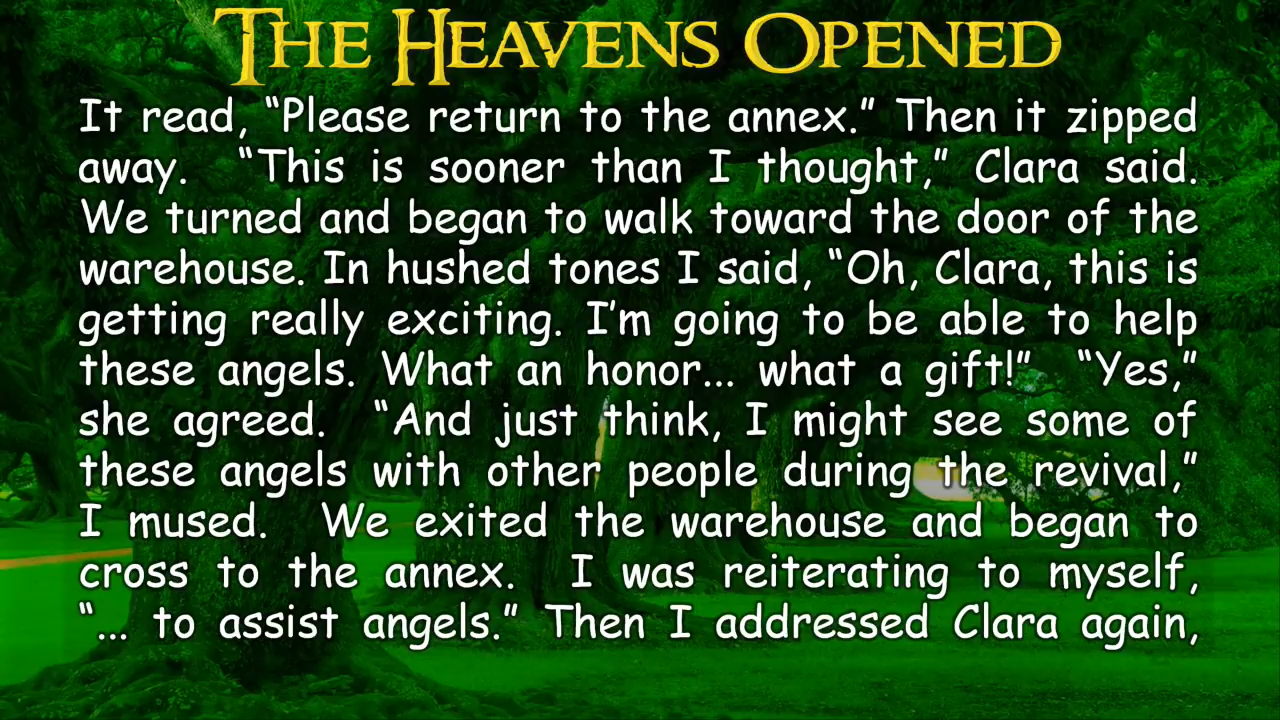 THE HEAVENS OPENED
It read, “Please return to the annex.” Then it zipped
away. “This is sooner than I thought,” Clara said.
We turned and began to walk toward the door of the
warehouse. In hushed tones I said, “Oh, Clara, this is
getting really exciting. I’m going to be able to help
these angels. What an honor... what a gift!” “Yes,”
she agreed. “And just think, I might see some of
these angels with other people during the revival,”
I mused. We exited the warehouse and began to
cross to the annex. I was reiterating to myself,
“... to assist angels.” Then I addressed Clara again,